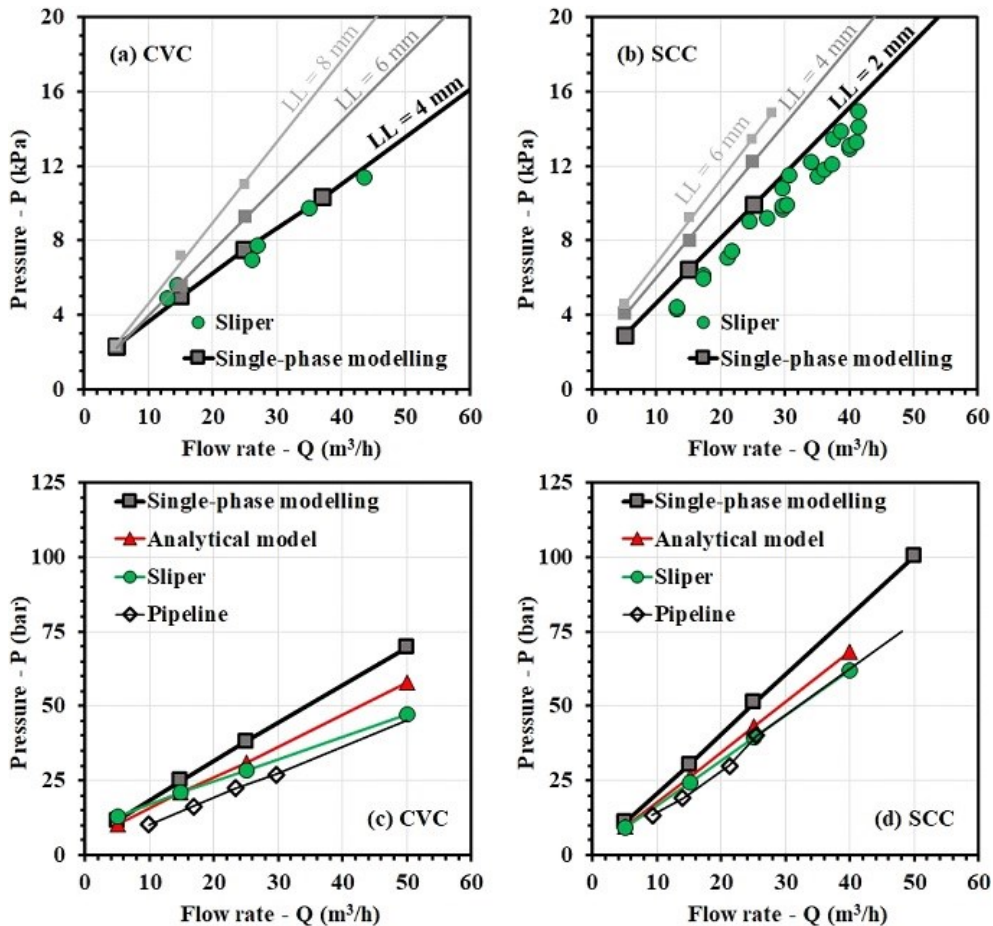 (a) CVC
LL = 8 mm
LL = 6 mm
LL = 4 mm
Sliper
Single-phase modelling
Pressure - P (kPa)
0 4 8 12 16 20
0 10 20 30 40 50 60
Flow rate - Q (m³/h)
(b) SCC
LL = 6 mm
LL = 4 mm
LL = 2 mm
Sliper
Single-phase modelling
Pressure - P (kPa)
0 4 8 12 16 20
0 10 20 30 40 50 60
Flow rate - Q (m³/h)
Single-phase modelling
Analytical model
Sliper
Pipeline
(c) CVC
Pressure - P (bar)
0 25 50 75 100 125
0 10 20 30 40 50 60
Flow rate - Q (m³/h)
Single-phase modelling
Analytical model
Sliper
Pipeline
(d) SCC
Pressure - P (bar)
0 25 50 75 100 125
0 10 20 30 40 50 60
Flow rate - Q (m³/h)